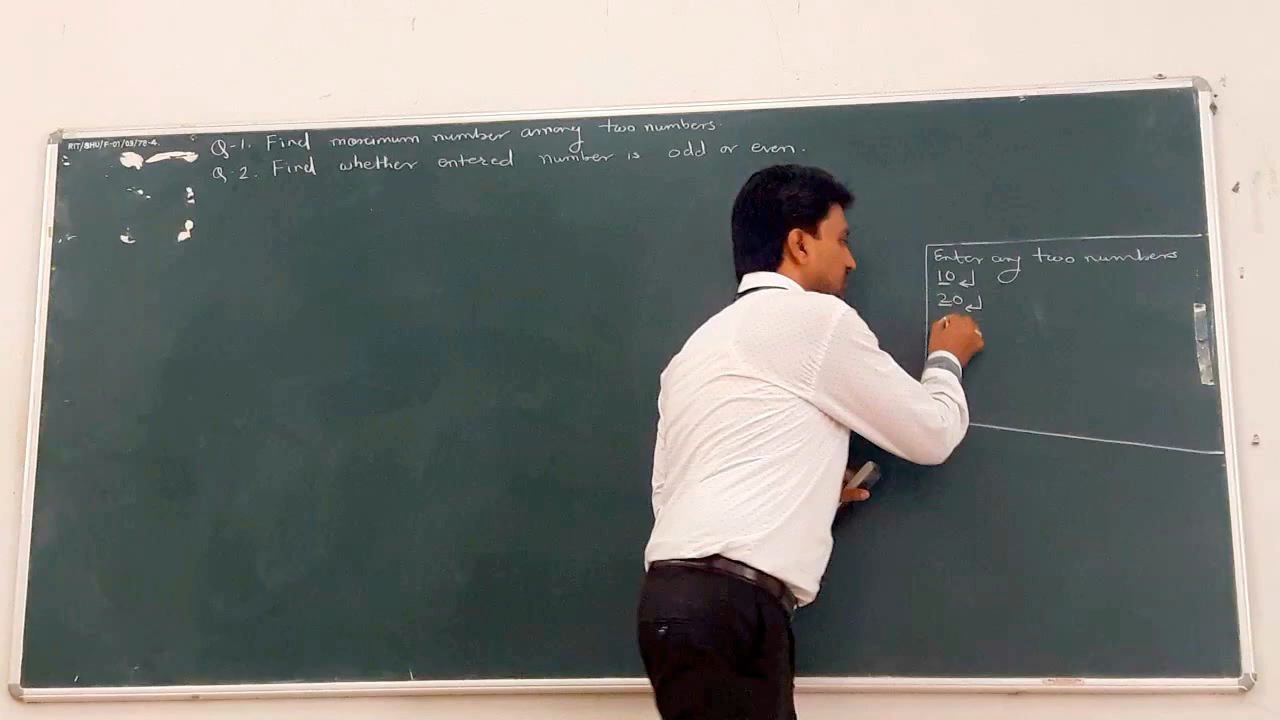 RIT/BHU/F-01/03/78-4.
Q-1. Find maximum number among two numbers.
Q-2. Find whether entered number is odd or even.
Enter any two numbers
10↲
20↲